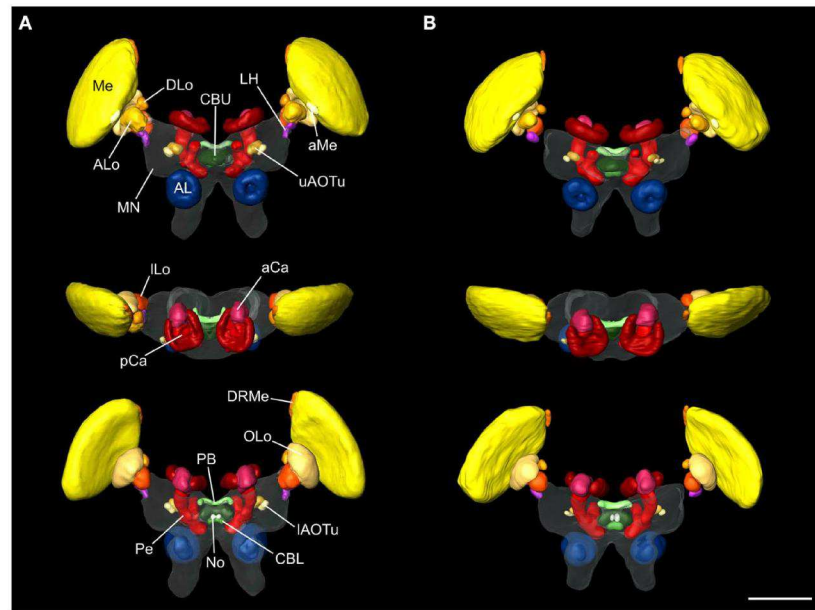 A
B
Me
DLo
CBU
LH
aMe
ALo
MN
AL
uAOTu
lLo
aCa
pCa
DRMe
OLo
PB
Pe
No
CBL
lAOTu